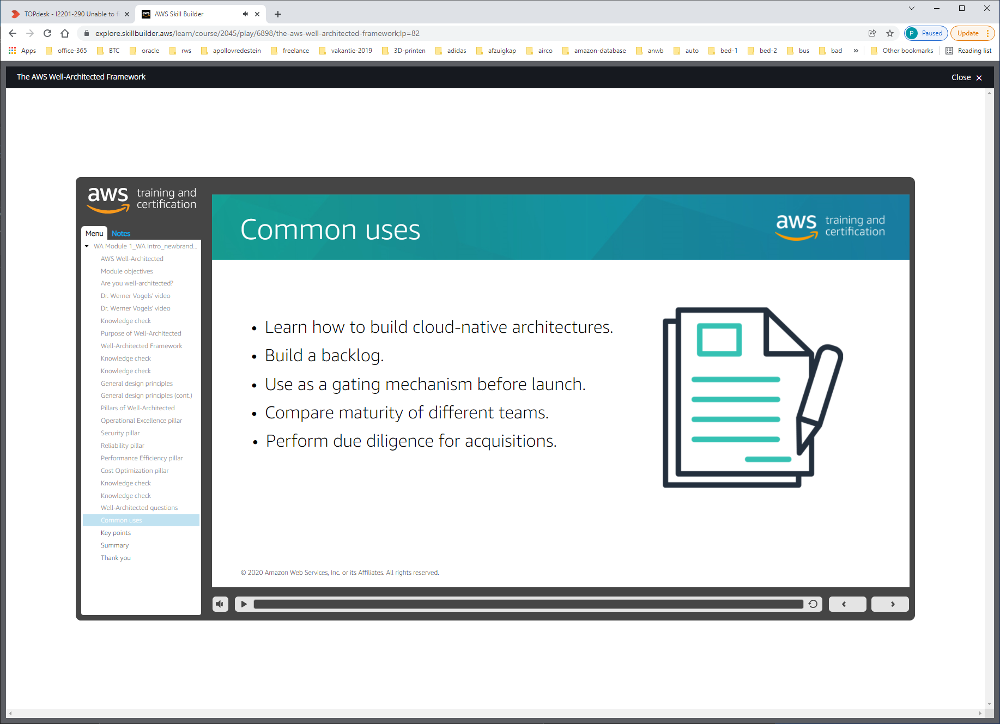 TOPdesk - I2201-290 Unable to f
AWS Skill Builder
explore.skillbuilder.aws/learn/course/2045/play/6898/the-aws-well-architected-framework;lp=82
P Paused
Update
Apps office-365 BTC oracle rws apollovredestein freelance vakantie-2019 3D-printen adidas afzuigkap airco amazon-database anwb auto bed-1 bed-2 bus bad » Other bookmarks Reading list
The AWS Well-Architected Framework
Close
aws training and certification
Menu Notes
WA Module 1_WA Intro_newbrand...
AWS Well-Architected
Module objectives
Are you well-architected?
Dr. Werner Vogels' video
Dr. Werner Vogels' video
Knowledge check
Purpose of Well-Architected
Well-Architected Framework
Knowledge check
Knowledge check
General design principles
General design principles (cont.)
Pillars of Well-Architected
Operational Excellence pillar
Security pillar
Reliability pillar
Performance Efficiency pillar
Cost Optimization pillar
Knowledge check
Knowledge check
Well-Architected questions
Common uses
Key points
Summary
Thank you
Common uses
aws training and certification
• Learn how to build cloud-native architectures.
• Build a backlog.
• Use as a gating mechanism before launch.
• Compare maturity of different teams.
• Perform due diligence for acquisitions.
© 2020 Amazon Web Services, Inc. or its Affiliates. All rights reserved.